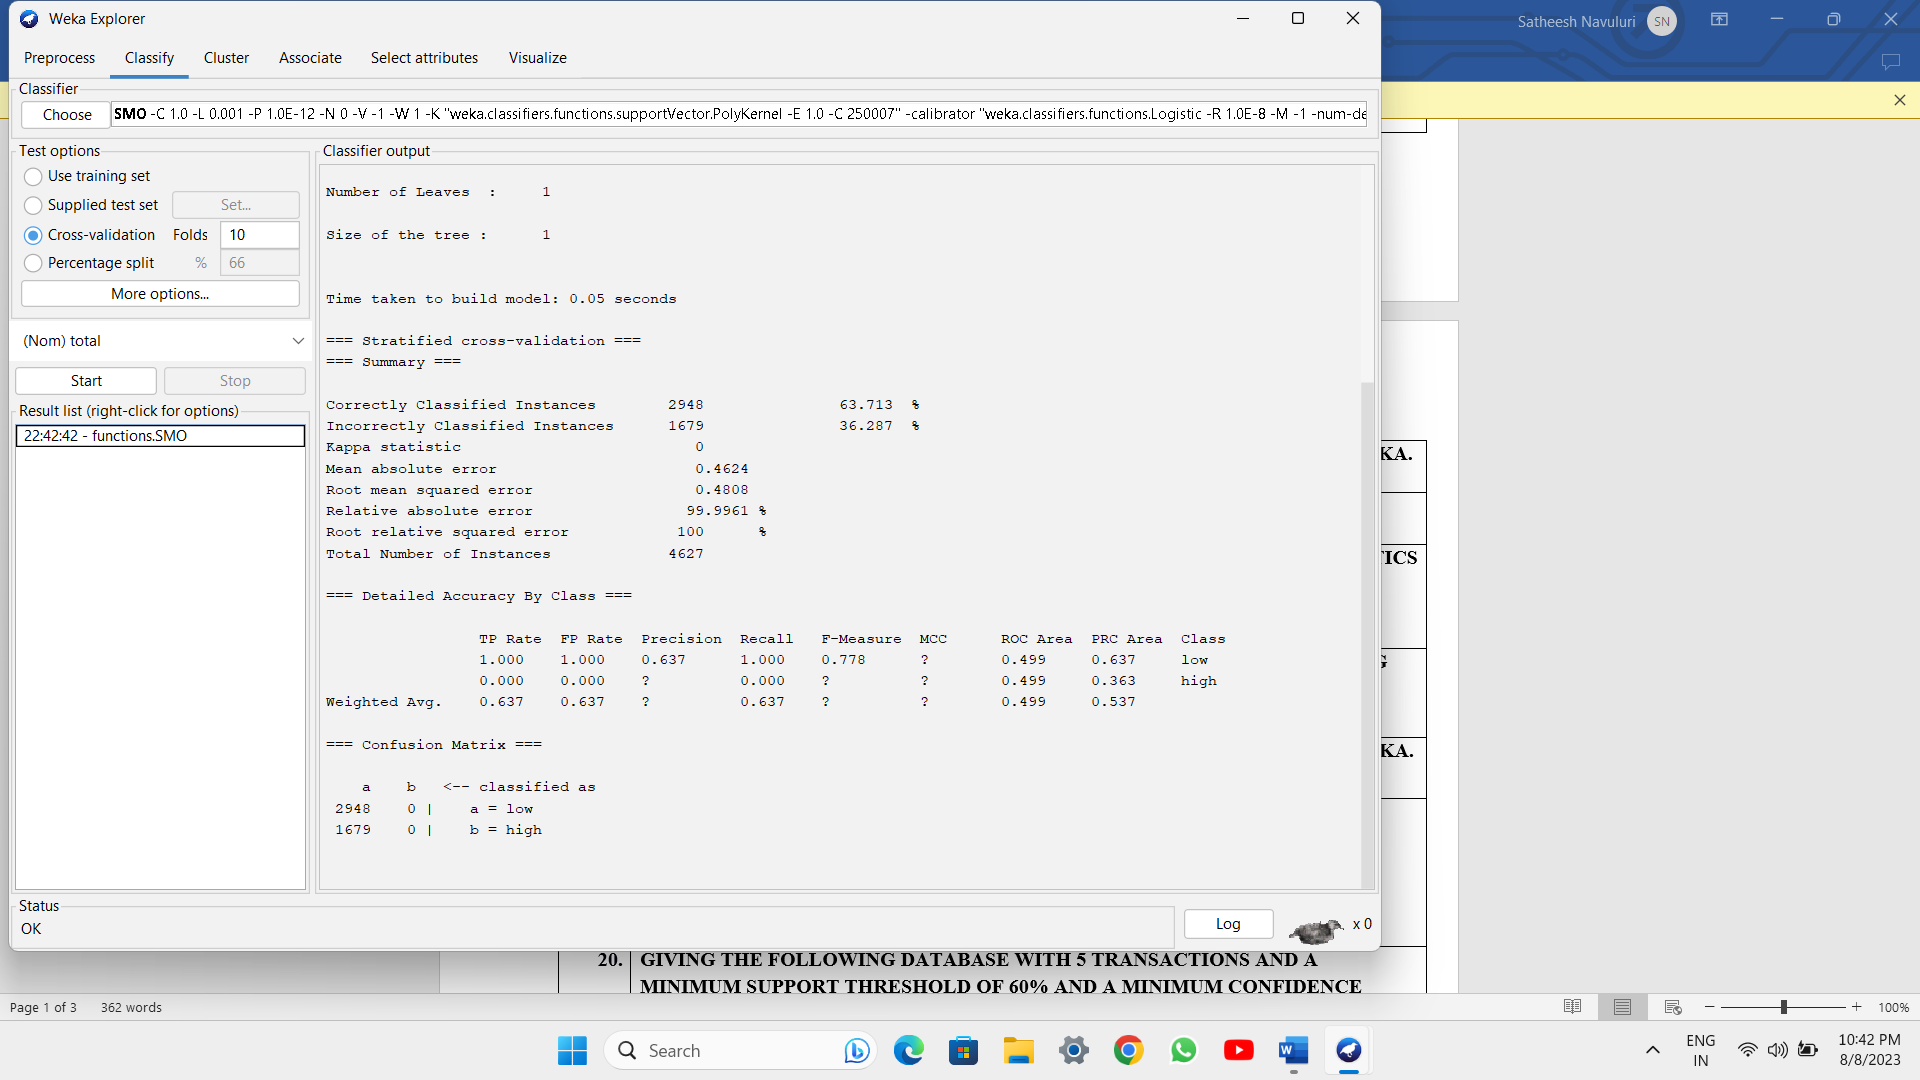 Weka Explorer
Satheesh Navuluri SN
Preprocess Classify Cluster Associate Select attributes Visualize
Classifier
Choose SMO -C 1.0 -L 0.001 -P 1.0E-12 -N 0 -V -1 -W 1 -K "weka.classifiers.functions.supportVector.PolyKernel -E 1.0 -C 250007" -calibrator "weka.classifiers.functions.Logistic -R 1.0E-8 -M -1 -num-de
Test options
Use training set
Supplied test set Set...
Cross-validation Folds 10
Percentage split % 66
More options...
(Nom) total
Start Stop
Result list (right-click for options)
22:42:42 - functions.SMO
Classifier output
Number of Leaves : 1
Size of the tree : 1
Time taken to build model: 0.05 seconds
=== Stratified cross-validation ===
=== Summary ===
Correctly Classified Instances 2948 63.713 %
Incorrectly Classified Instances 1679 36.287 %
Kappa statistic 0
Mean absolute error 0.4624
Root mean squared error 0.4808
Relative absolute error 99.9961 %
Root relative squared error 100 %
Total Number of Instances 4627
=== Detailed Accuracy By Class ===
TP Rate FP Rate Precision Recall F-Measure MCC ROC Area PRC Area Class
1.000 1.000 0.637 1.000 0.778 ? 0.499 0.637 low
0.000 0.000 ? 0.000 ? ? 0.499 0.363 high
Weighted Avg. 0.637 0.637 ? 0.637 ? ? 0.499 0.537
=== Confusion Matrix ===
a b <-- classified as
2948 0 | a = low
1679 0 | b = high
Status
OK
Log x 0
KA.
ICS
G
KA.
20. GIVING THE FOLLOWING DATABASE WITH 5 TRANSACTIONS AND A
MINIMUM SUPPORT THRESHOLD OF 60% AND A MINIMUM CONFIDENCE
Page 1 of 3 362 words
100%
Search
ENG
IN
10:42 PM
8/8/2023